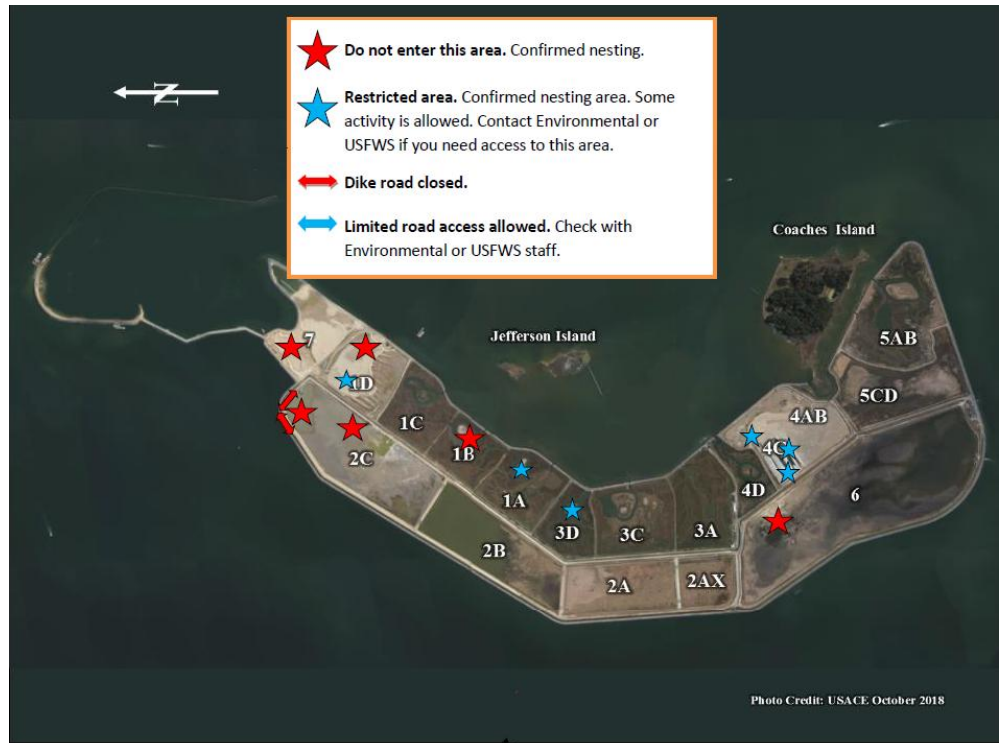 Do not enter this area. Confirmed nesting.
Restricted area. Confirmed nesting area. Some
activity is allowed. Contact Environmental or
USFWS if you need access to this area.
Dike road closed.
Limited road access allowed. Check with
Environmental or USFWS staff.
N
Coaches Island
Jefferson Island
7
5AB
D
5CD
1C
4AB
4C
1B
2C
4D
6
1A
3D
3C
3A
2B
2A
2AX
Photo Credit: USACE October 2018